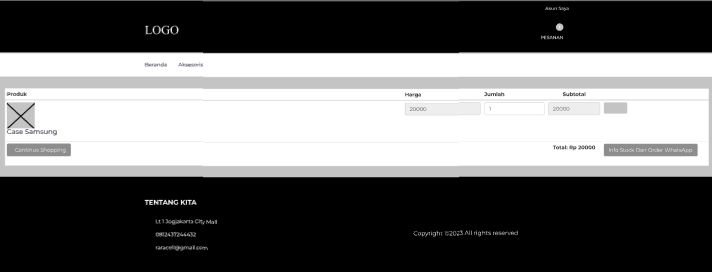 Akun Saya
LOGO
PESANAN
Beranda Aksesoris
Produk Harga Jumlah Subtotal
20000 1 20000
Case Samsung
Continue Shopping Total: Rp 20000 Info Stock Dan Order WhatsApp
TENTANG KITA
Lt 1 Jogjakarta City Mall
0812437244432
Copyright ©2023 All rights reserved
raracell@gmail.com